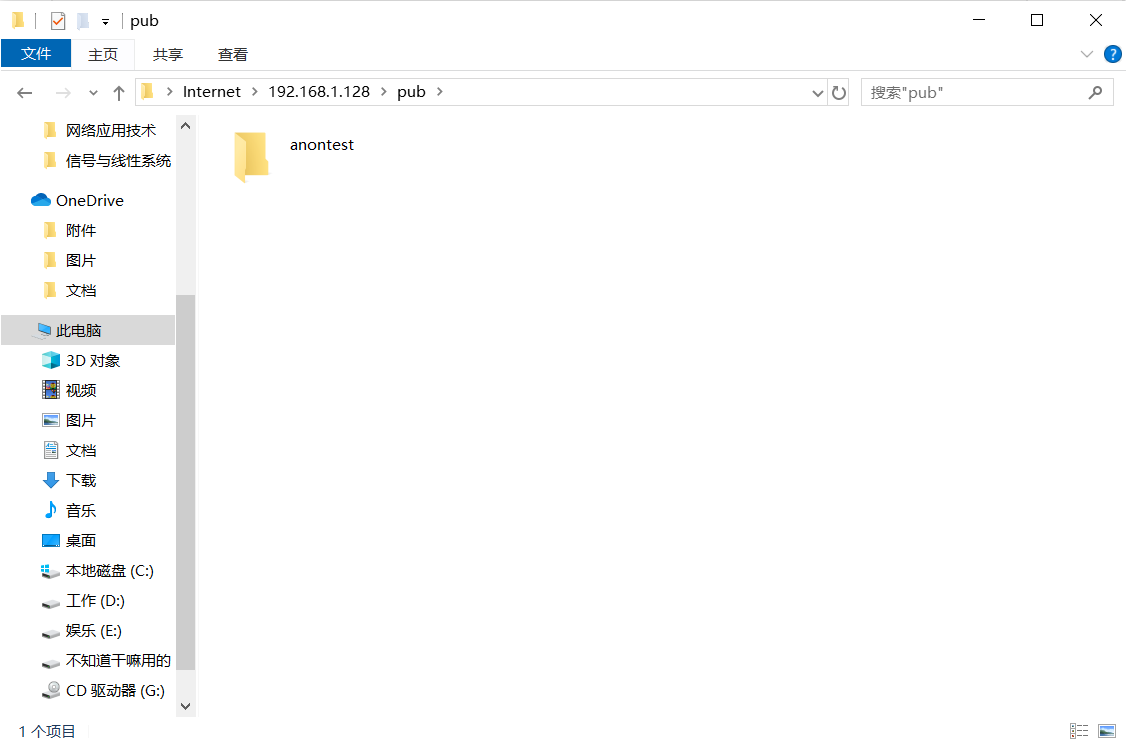 pub
文件 主页 共享 查看
Internet 192.168.1.128 pub 搜索"pub"
网络应用技术
信号与线性系统
OneDrive
附件
图片
文档
此电脑
3D 对象
视频
图片
文档
下载
音乐
桌面
本地磁盘 (C:)
工作 (D:)
娱乐 (E:)
不知道干嘛用的
CD 驱动器 (G:)
anontest
1 个项目